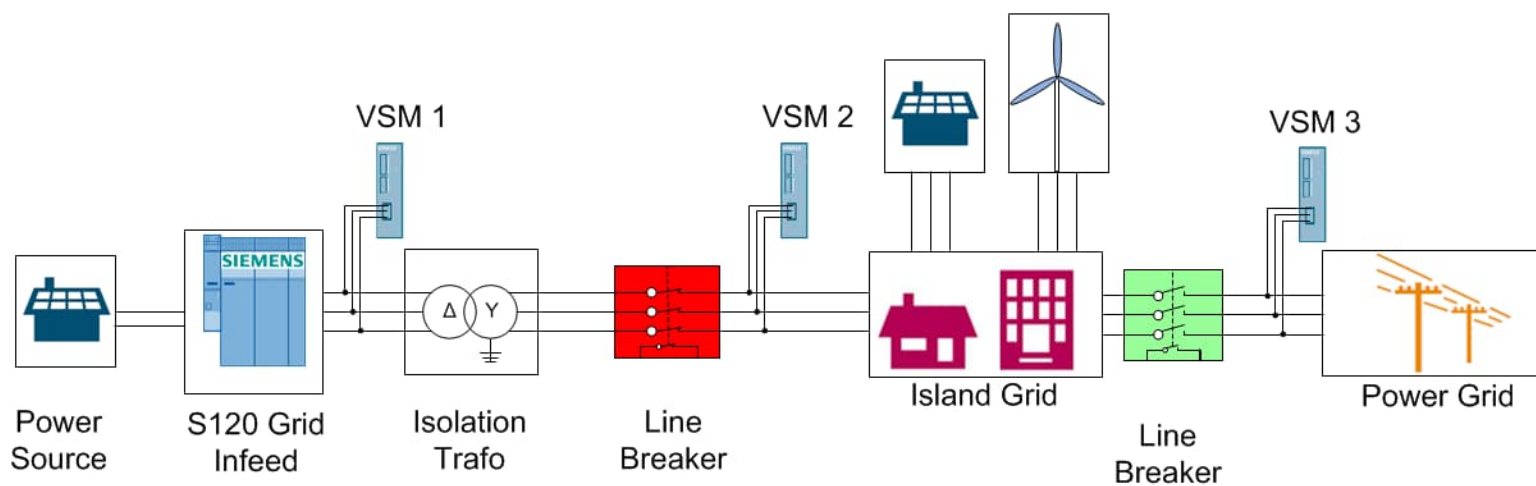 VSM 1
VSM 2
VSM 3
SIEMENS
Δ
Y
Power
Source
S120 Grid
Infeed
Isolation
Trafo
Line
Breaker
Island Grid
Line
Breaker
Power Grid